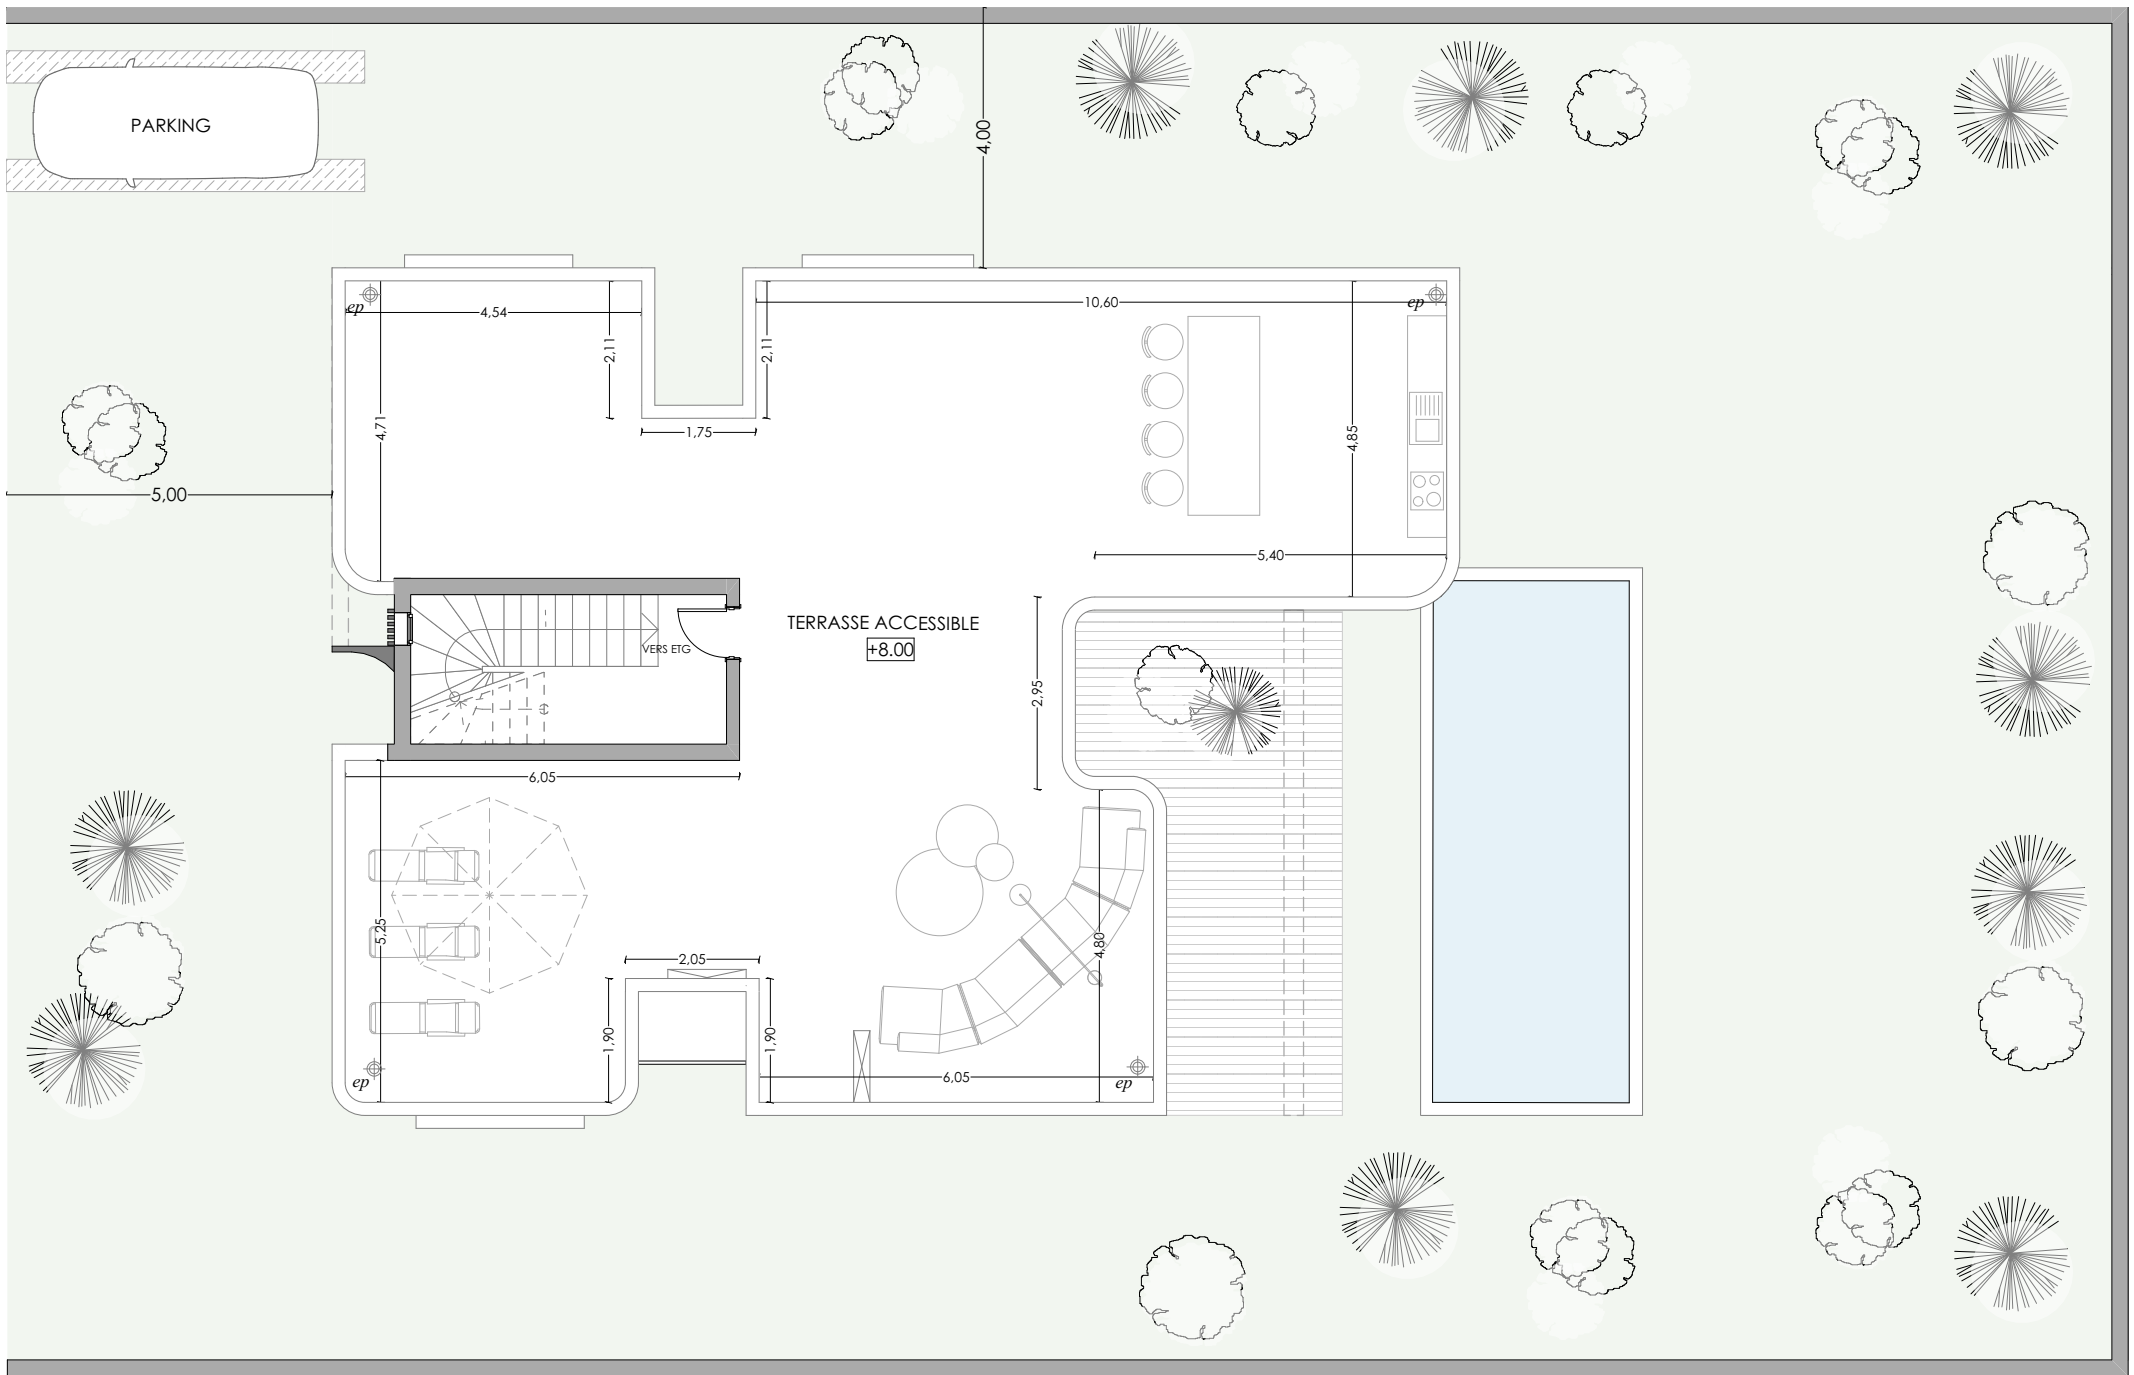 PARKING
4,00
ep
4,54
2,11
2,11
10,60
ep
4,71
1,75
4,85
5,00
5,40
TERRASSE ACCESSIBLE
+8.00
VERS ETG
2,95
6,05
5,25
2,05
4,80
1,90
1,90
ep
6,05
ep